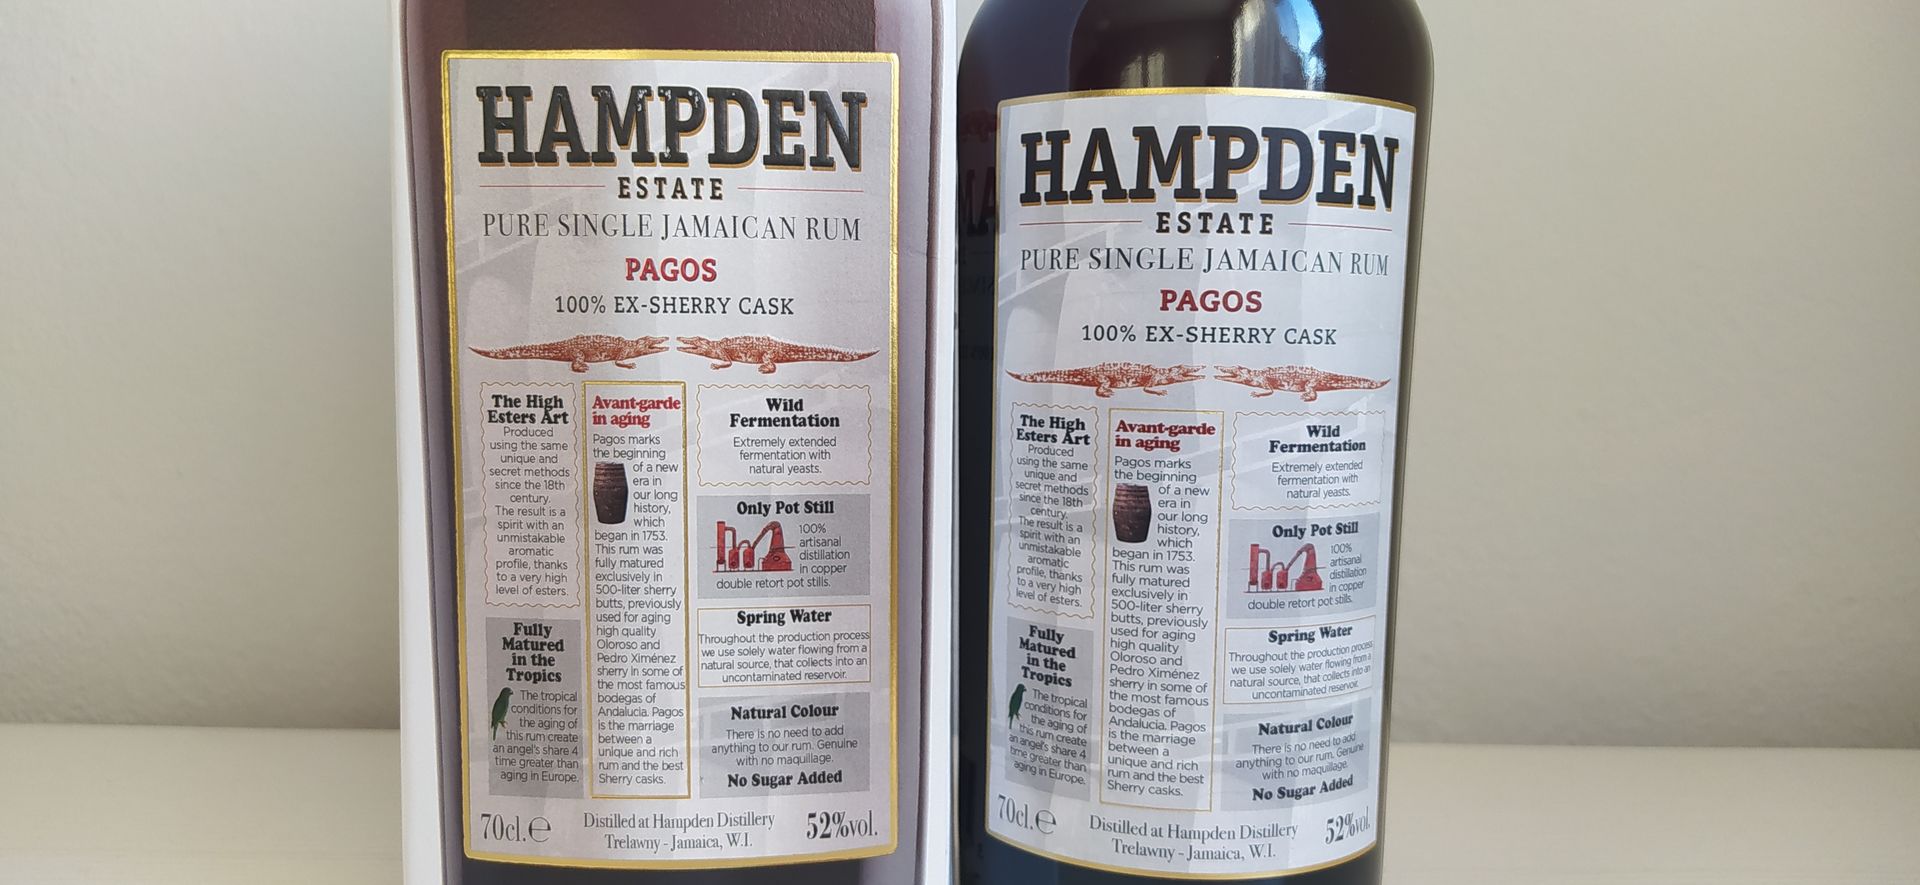 HAMPDEN
ESTATE
PURE SINGLE JAMAICAN RUM
PAGOS
100% EX-SHERRY CASK
The High
Esters Art
Produced
using the same
unique and
secret methods
since the 18th
century.
The result is a
spirit with an
unmistakable
aromatic
profile, thanks
to a very high
level of esters.
Fully
Matured
in the
Tropics
The tropical
conditions for
the aging of
this rum create
an angel's share 4
time greater than
aging in Europe.
Avant-garde
in aging
Pagos marks
the beginning
of a new
era in
our long
history,
which
began in 1753.
This rum was
fully matured
exclusively in
500-liter sherry
butts, previously
used for aging
high quality
Oloroso and
Pedro Ximénez
sherry in some of
the most famous
bodegas of
Andalucia. Pagos
is the marriage
between a
unique and rich
rum and the best
Sherry casks.
Wild
Fermentation
Extremely extended
fermentation with
natural yeasts.
Only Pot Still
100%
artisanal
distillation
in copper
double retort pot stills.
Spring Water
Throughout the production process
we use solely water flowing from a
natural source, that collects into an
uncontaminated reservoir.
Natural Colour
There is no need to add
anything to our rum. Genuine
with no maquillage.
No Sugar Added
70cl.e
Distilled at Hampden Distillery
Trelawny - Jamaica, W.I.
52%vol.
HAMPDEN
ESTATE
PURE SINGLE JAMAICAN RUM
PAGOS
100% EX-SHERRY CASK
The High
Esters Art
Produced
using the same
unique and
secret methods
since the 18th
century.
The result is a
spirit with an
unmistakable
aromatic
profile, thanks
to a very high
level of esters.
Fully
Matured
in the
Tropics
The tropical
conditions for
the aging of
this rum create
an angel's share 4
time greater than
aging in Europe.
Avant-garde
in aging
Pagos marks
the beginning
of a new
era in
our long
history,
which
began in 1753.
This rum was
fully matured
exclusively in
500-liter sherry
butts, previously
used for aging
high quality
Oloroso and
Pedro Ximénez
sherry in some of
the most famous
bodegas of
Andalucia. Pagos
is the marriage
between a
unique and rich
rum and the best
Sherry casks.
Wild
Fermentation
Extremely extended
fermentation with
natural yeasts.
Only Pot Still
100%
artisanal
distillation
in copper
double retort pot stills.
Spring Water
Throughout the production process
we use solely water flowing from a
natural source, that collects into an
uncontaminated reservoir.
Natural Colour
There is no need to add
anything to our rum. Genuine
with no maquillage.
No Sugar Added
70cl.e
Distilled at Hampden Distillery
Trelawny - Jamaica, W.I.
52%vol.